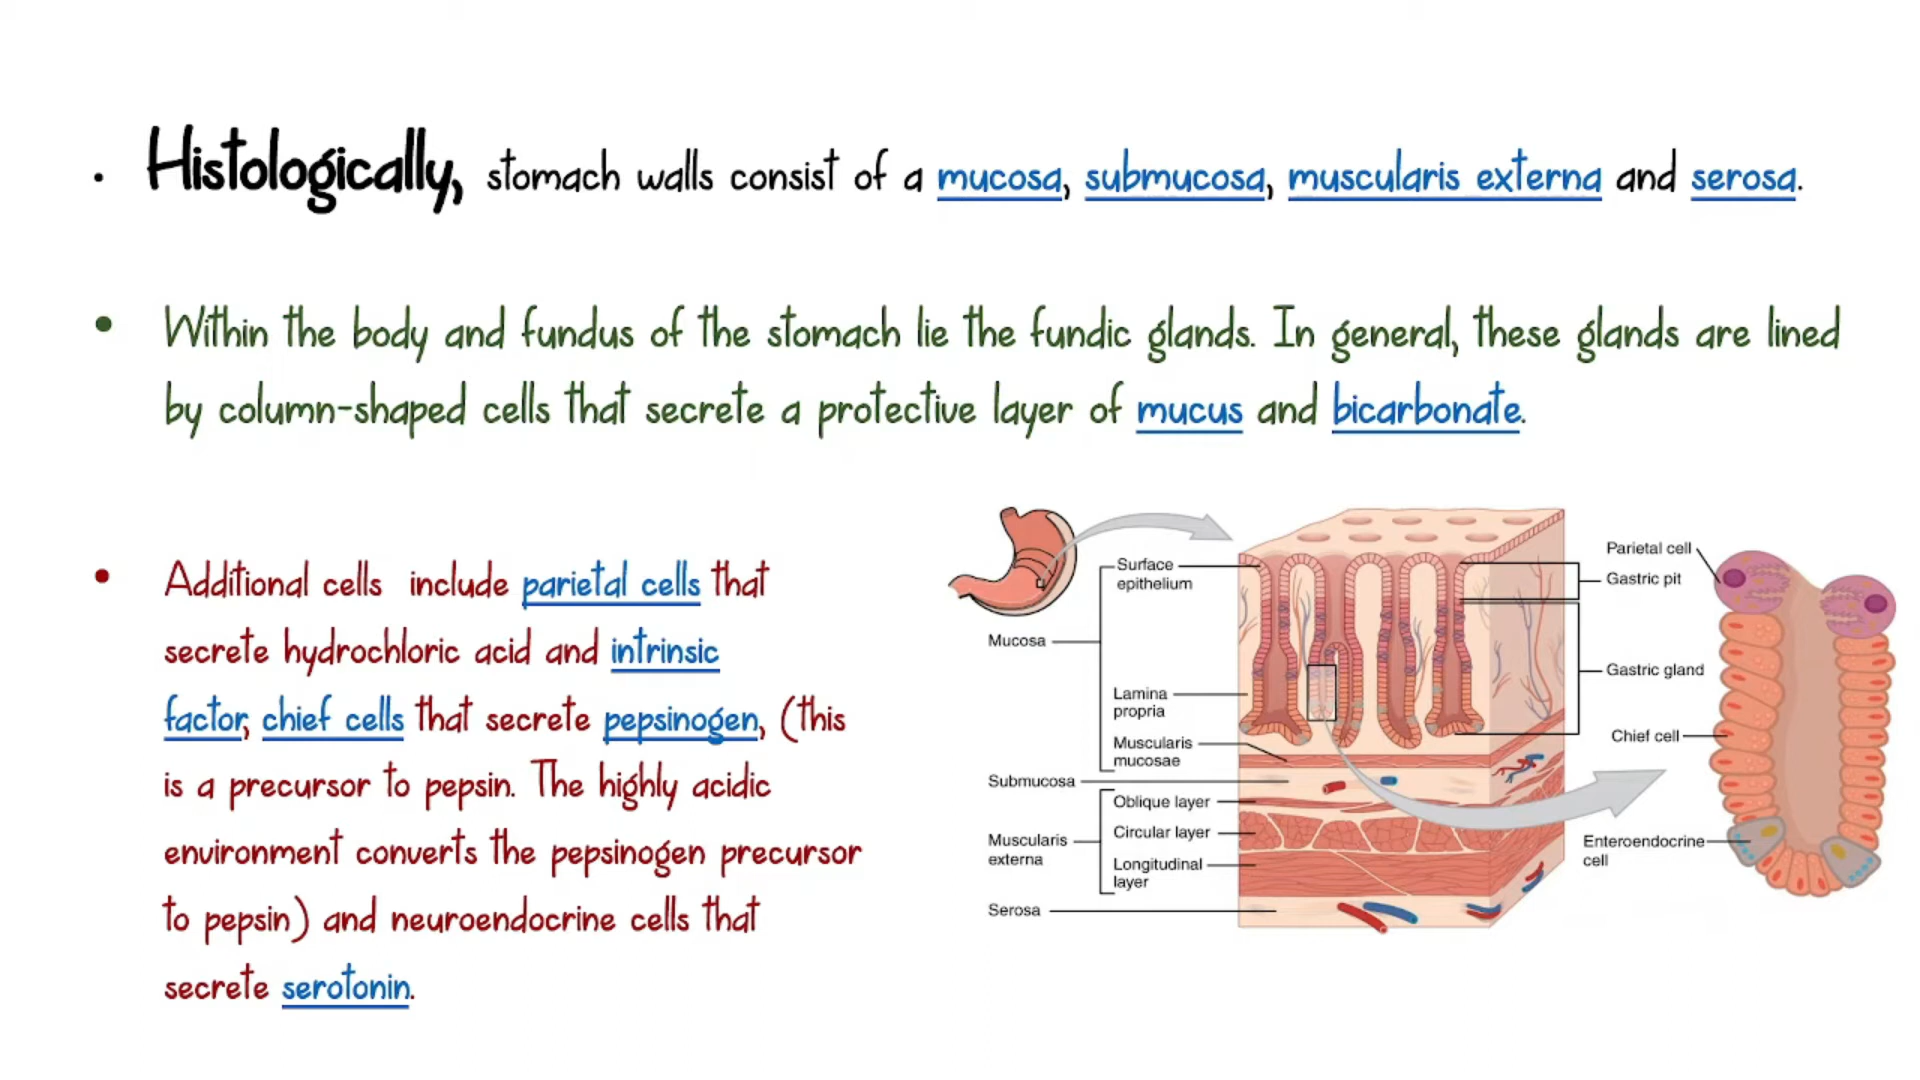 • Histologically, stomach walls consist of a mucosa, submucosa, muscularis externa and serosa.
• Within the body and fundus of the stomach lie the fundic glands. In general, these glands are lined
by column-shaped cells that secrete a protective layer of mucus and bicarbonate.
• Additional cells include parietal cells that
secrete hydrochloric acid and intrinsic
factor, chief cells that secrete pepsinogen, (this
is a precursor to pepsin. The highly acidic
environment converts the pepsinogen precursor
to pepsin) and neuroendocrine cells that
secrete serotonin.
Surface
epithelium
Mucosa
Lamina
propria
Muscularis
mucosae
Submucosa
Oblique layer
Circular layer
Muscularis
externa
Longitudinal
layer
Serosa
Parietal cell
Gastric pit
Gastric gland
Chief cell
Enteroendocrine
cell